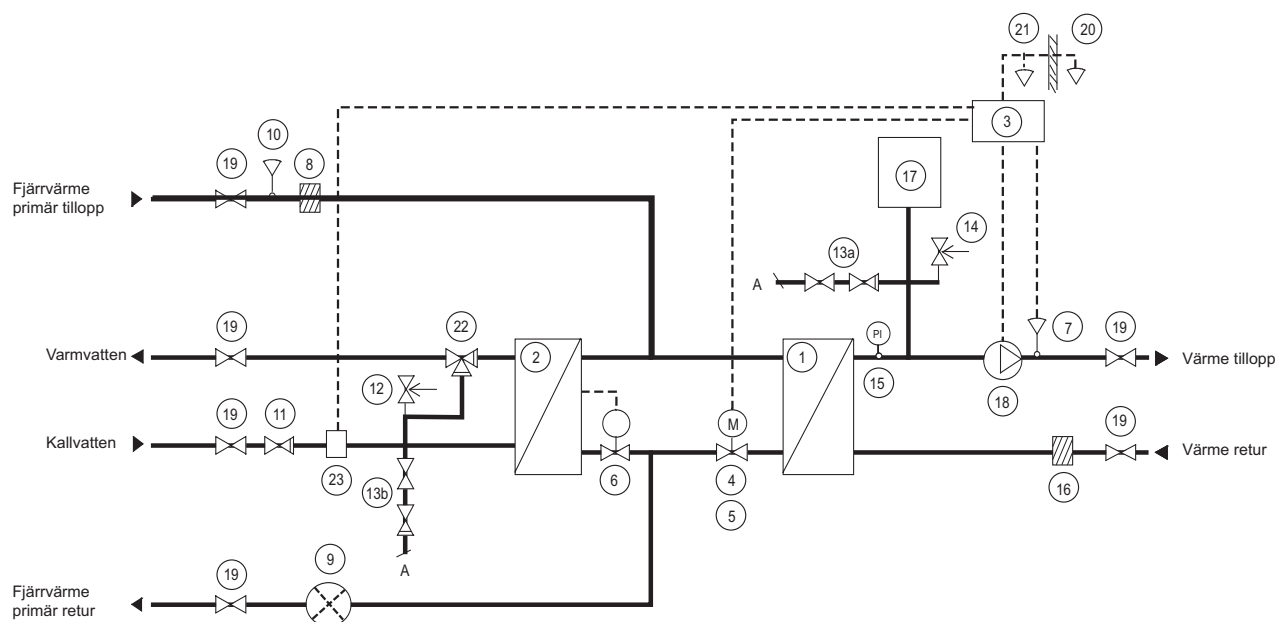 21
20
3
10
19
8
Fjärrvärme
primär tillopp
17
14
13a
A
19
22
2
1
PI
7
19
Varmvatten
Värme tillopp
12
15
18
19
11
M
19
Kallvatten
Värme retur
23
13b
6
4
16
5
9
A
19
Fjärrvärme
primär retur